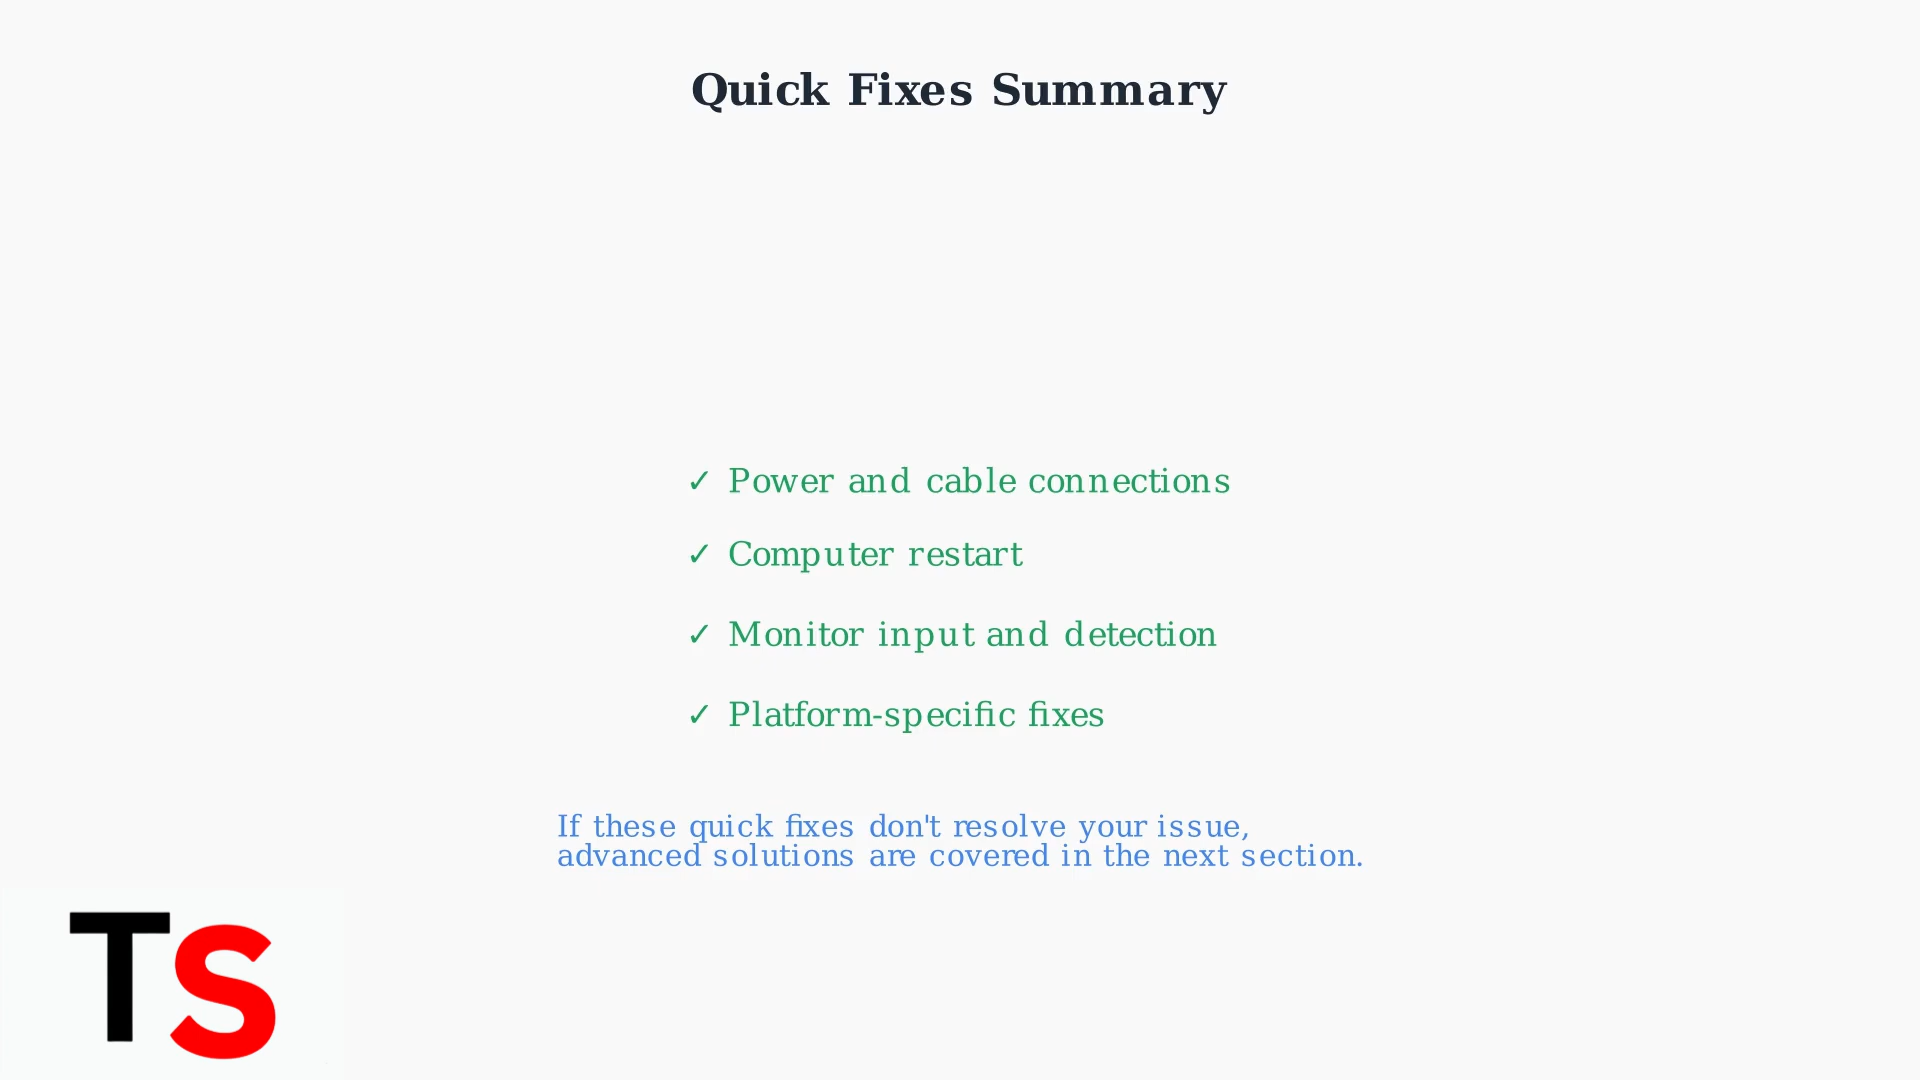 Quick Fixes Summary
✓ Power and cable connections
✓ Computer restart
✓ Monitor input and detection
✓ Platform-specific fixes
If these quick fixes don't resolve your issue,
advanced solutions are covered in the next section.
TS